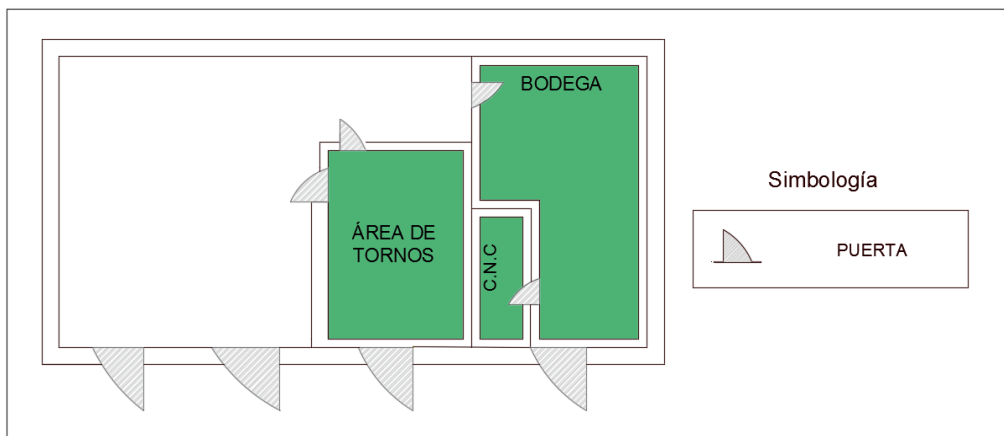 BODEGA
ÁREA DE
TORNOS
C.N.C
Simbología
PUERTA